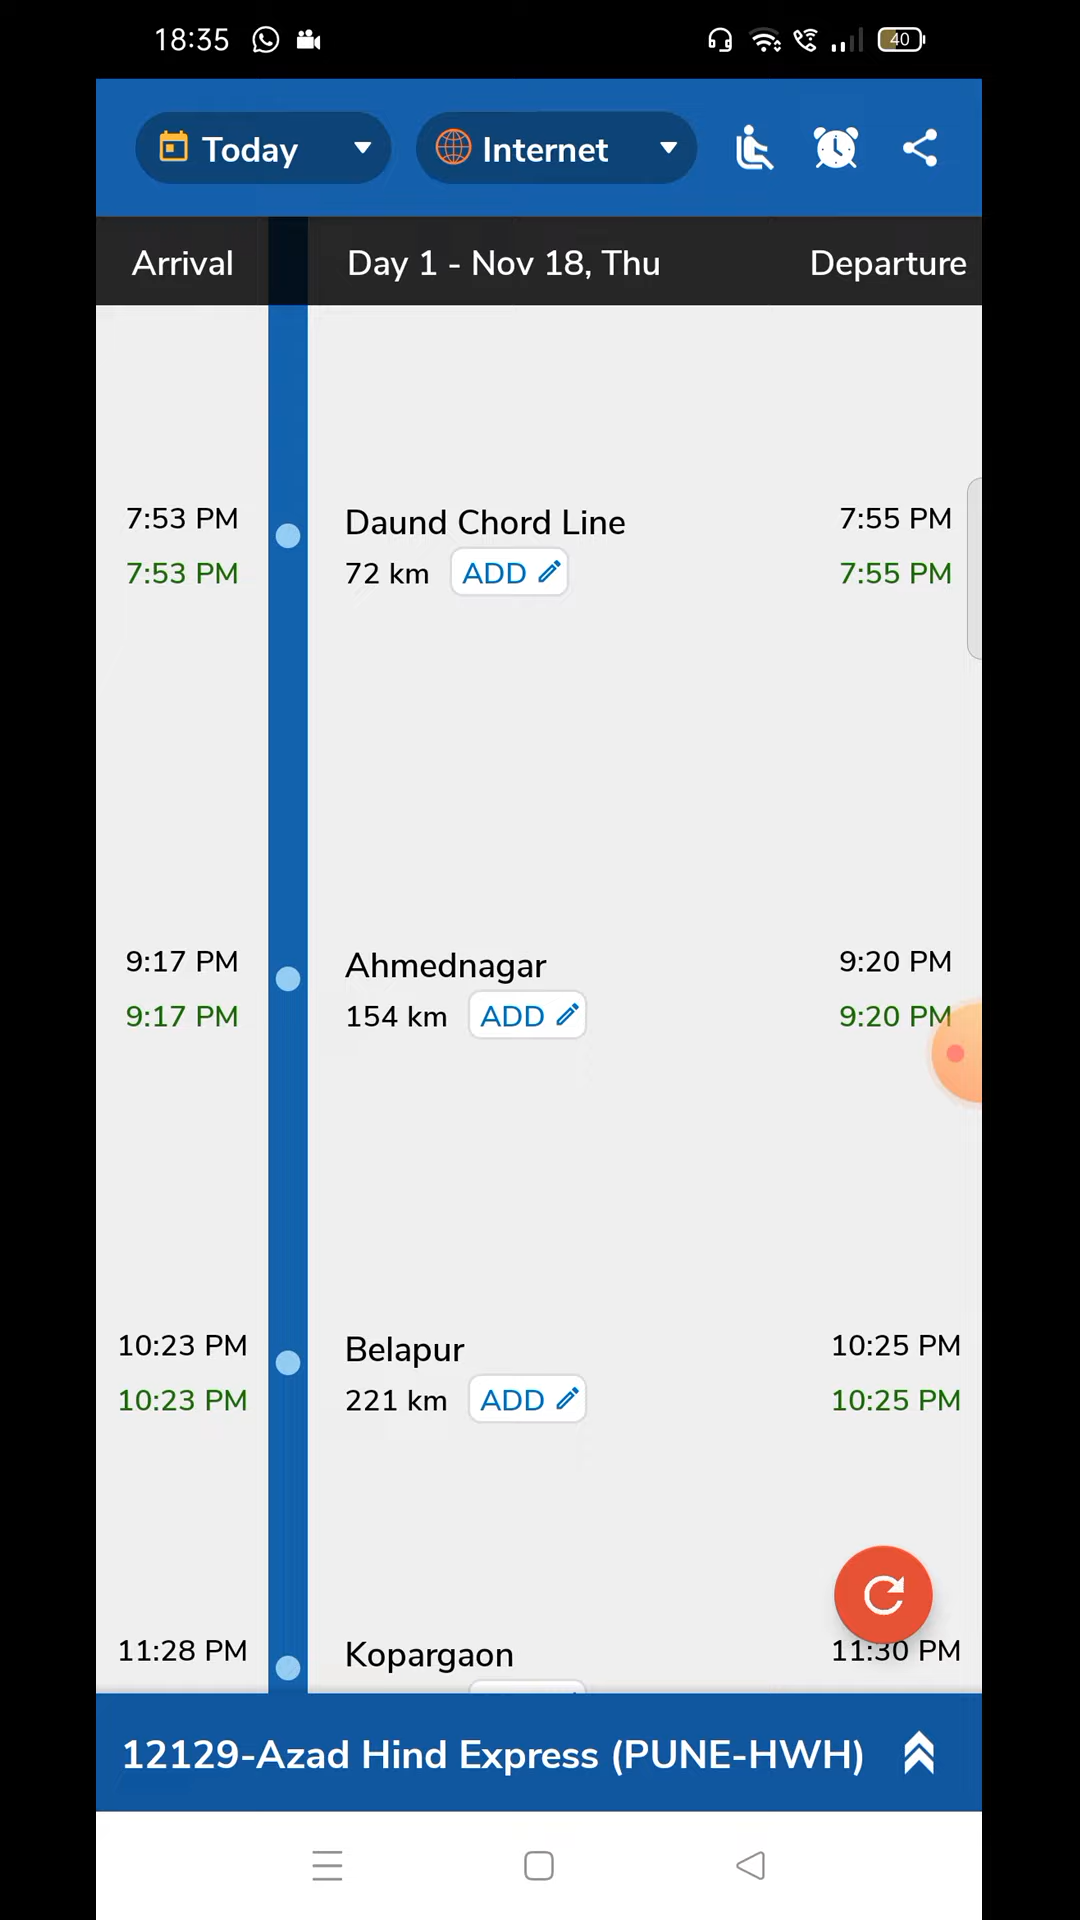 18:35
40
Today
Internet
Arrival
Day 1 - Nov 18, Thu
Departure
7:53 PM
Daund Chord Line
7:55 PM
7:53 PM
72 km
ADD
7:55 PM
9:17 PM
Ahmednagar
9:20 PM
9:17 PM
154 km
ADD
9:20 PM
10:23 PM
Belapur
10:25 PM
10:23 PM
221 km
ADD
10:25 PM
11:28 PM
Kopargaon
11:30 PM
12129-Azad Hind Express (PUNE-HWH)